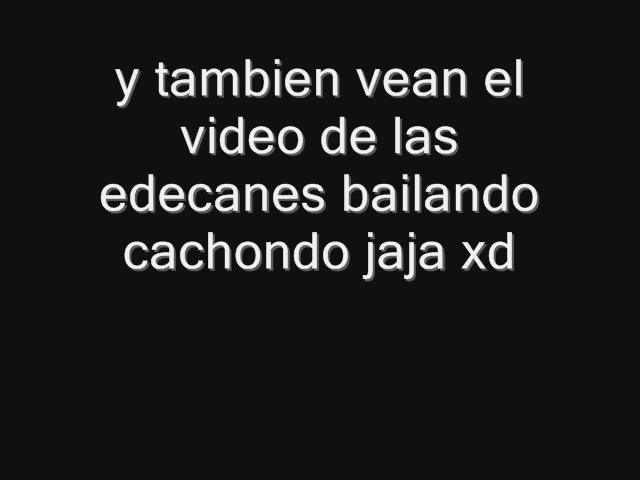 y tambien vean el
video de las
edecanes bailando
cachondo jaja xd